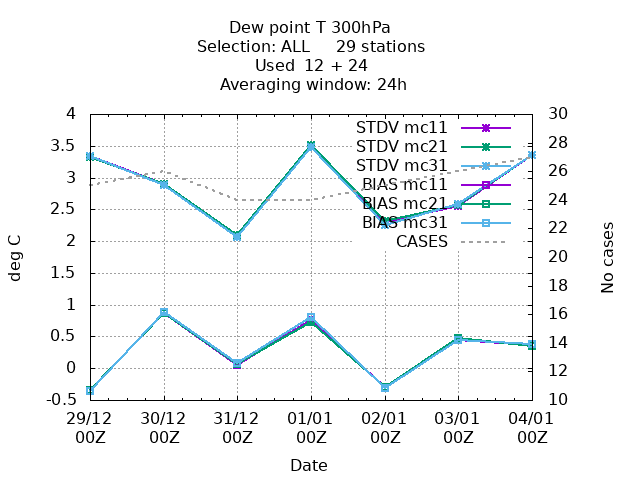 Dew point T 300hPa
Selection: ALL     29 stations
Used  12 + 24
Averaging window: 24h
4
3.5
3
2.5
2
1.5
1
0.5
0
-0.5
deg C
STDV mc11
STDV mc21
STDV mc31
BIAS mc11
BIAS mc21
BIAS mc31
CASES
30
28
26
24
22
20
18
16
14
12
10
No cases
29/12 30/12 31/12 01/01 02/01 03/01 04/01
00Z 00Z 00Z 00Z 00Z 00Z 00Z
Date